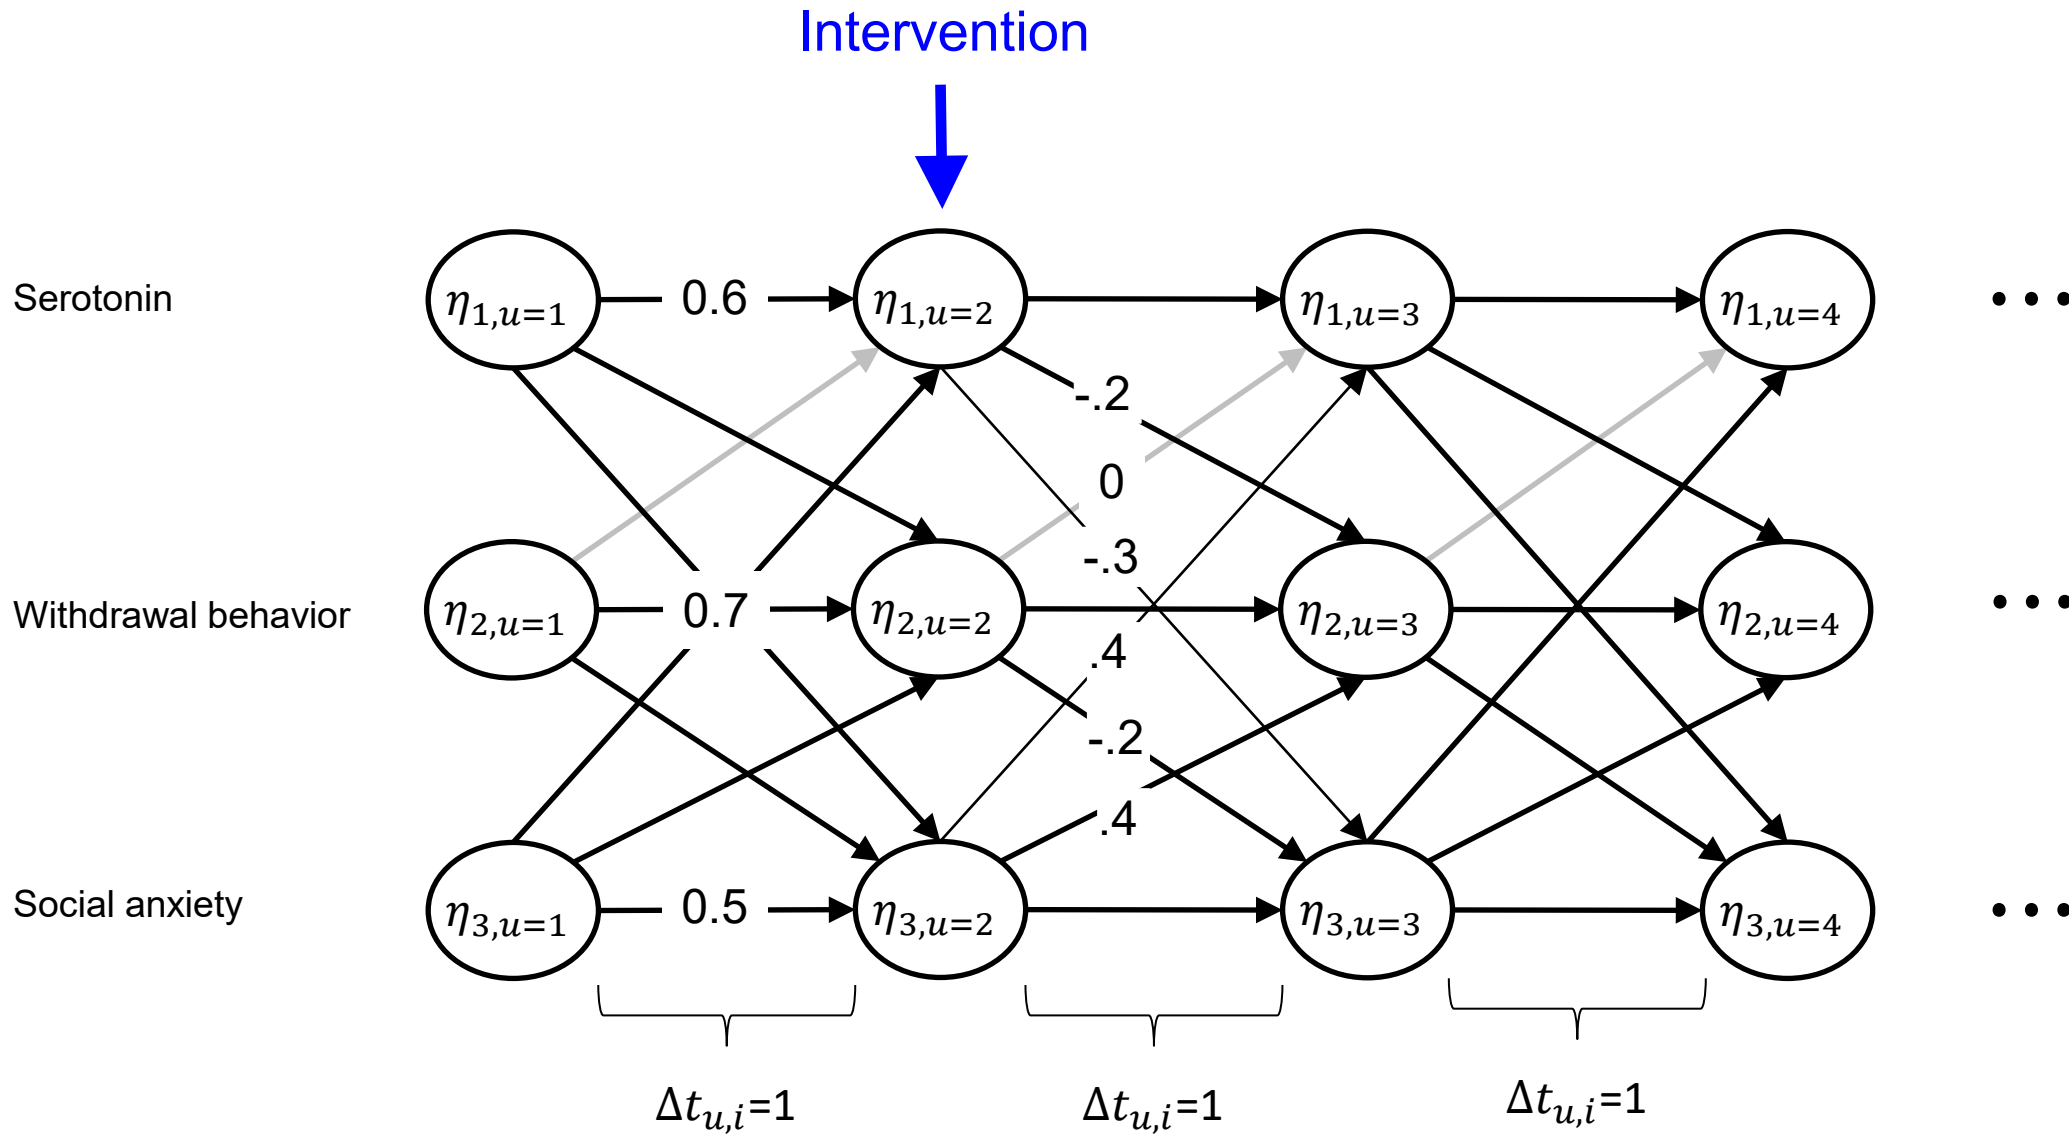 Intervention
Serotonin
η1,u=1
0.6
η1,u=2
η1,u=3
η1,u=4
. . .
-.2
0
-.3
Withdrawal behavior
η2,u=1
0.7
η2,u=2
η2,u=3
η2,u=4
. . .
.4
-.2
.4
Social anxiety
η3,u=1
0.5
η3,u=2
η3,u=3
η3,u=4
. . .
Δtu,i=1
Δtu,i=1
Δtu,i=1